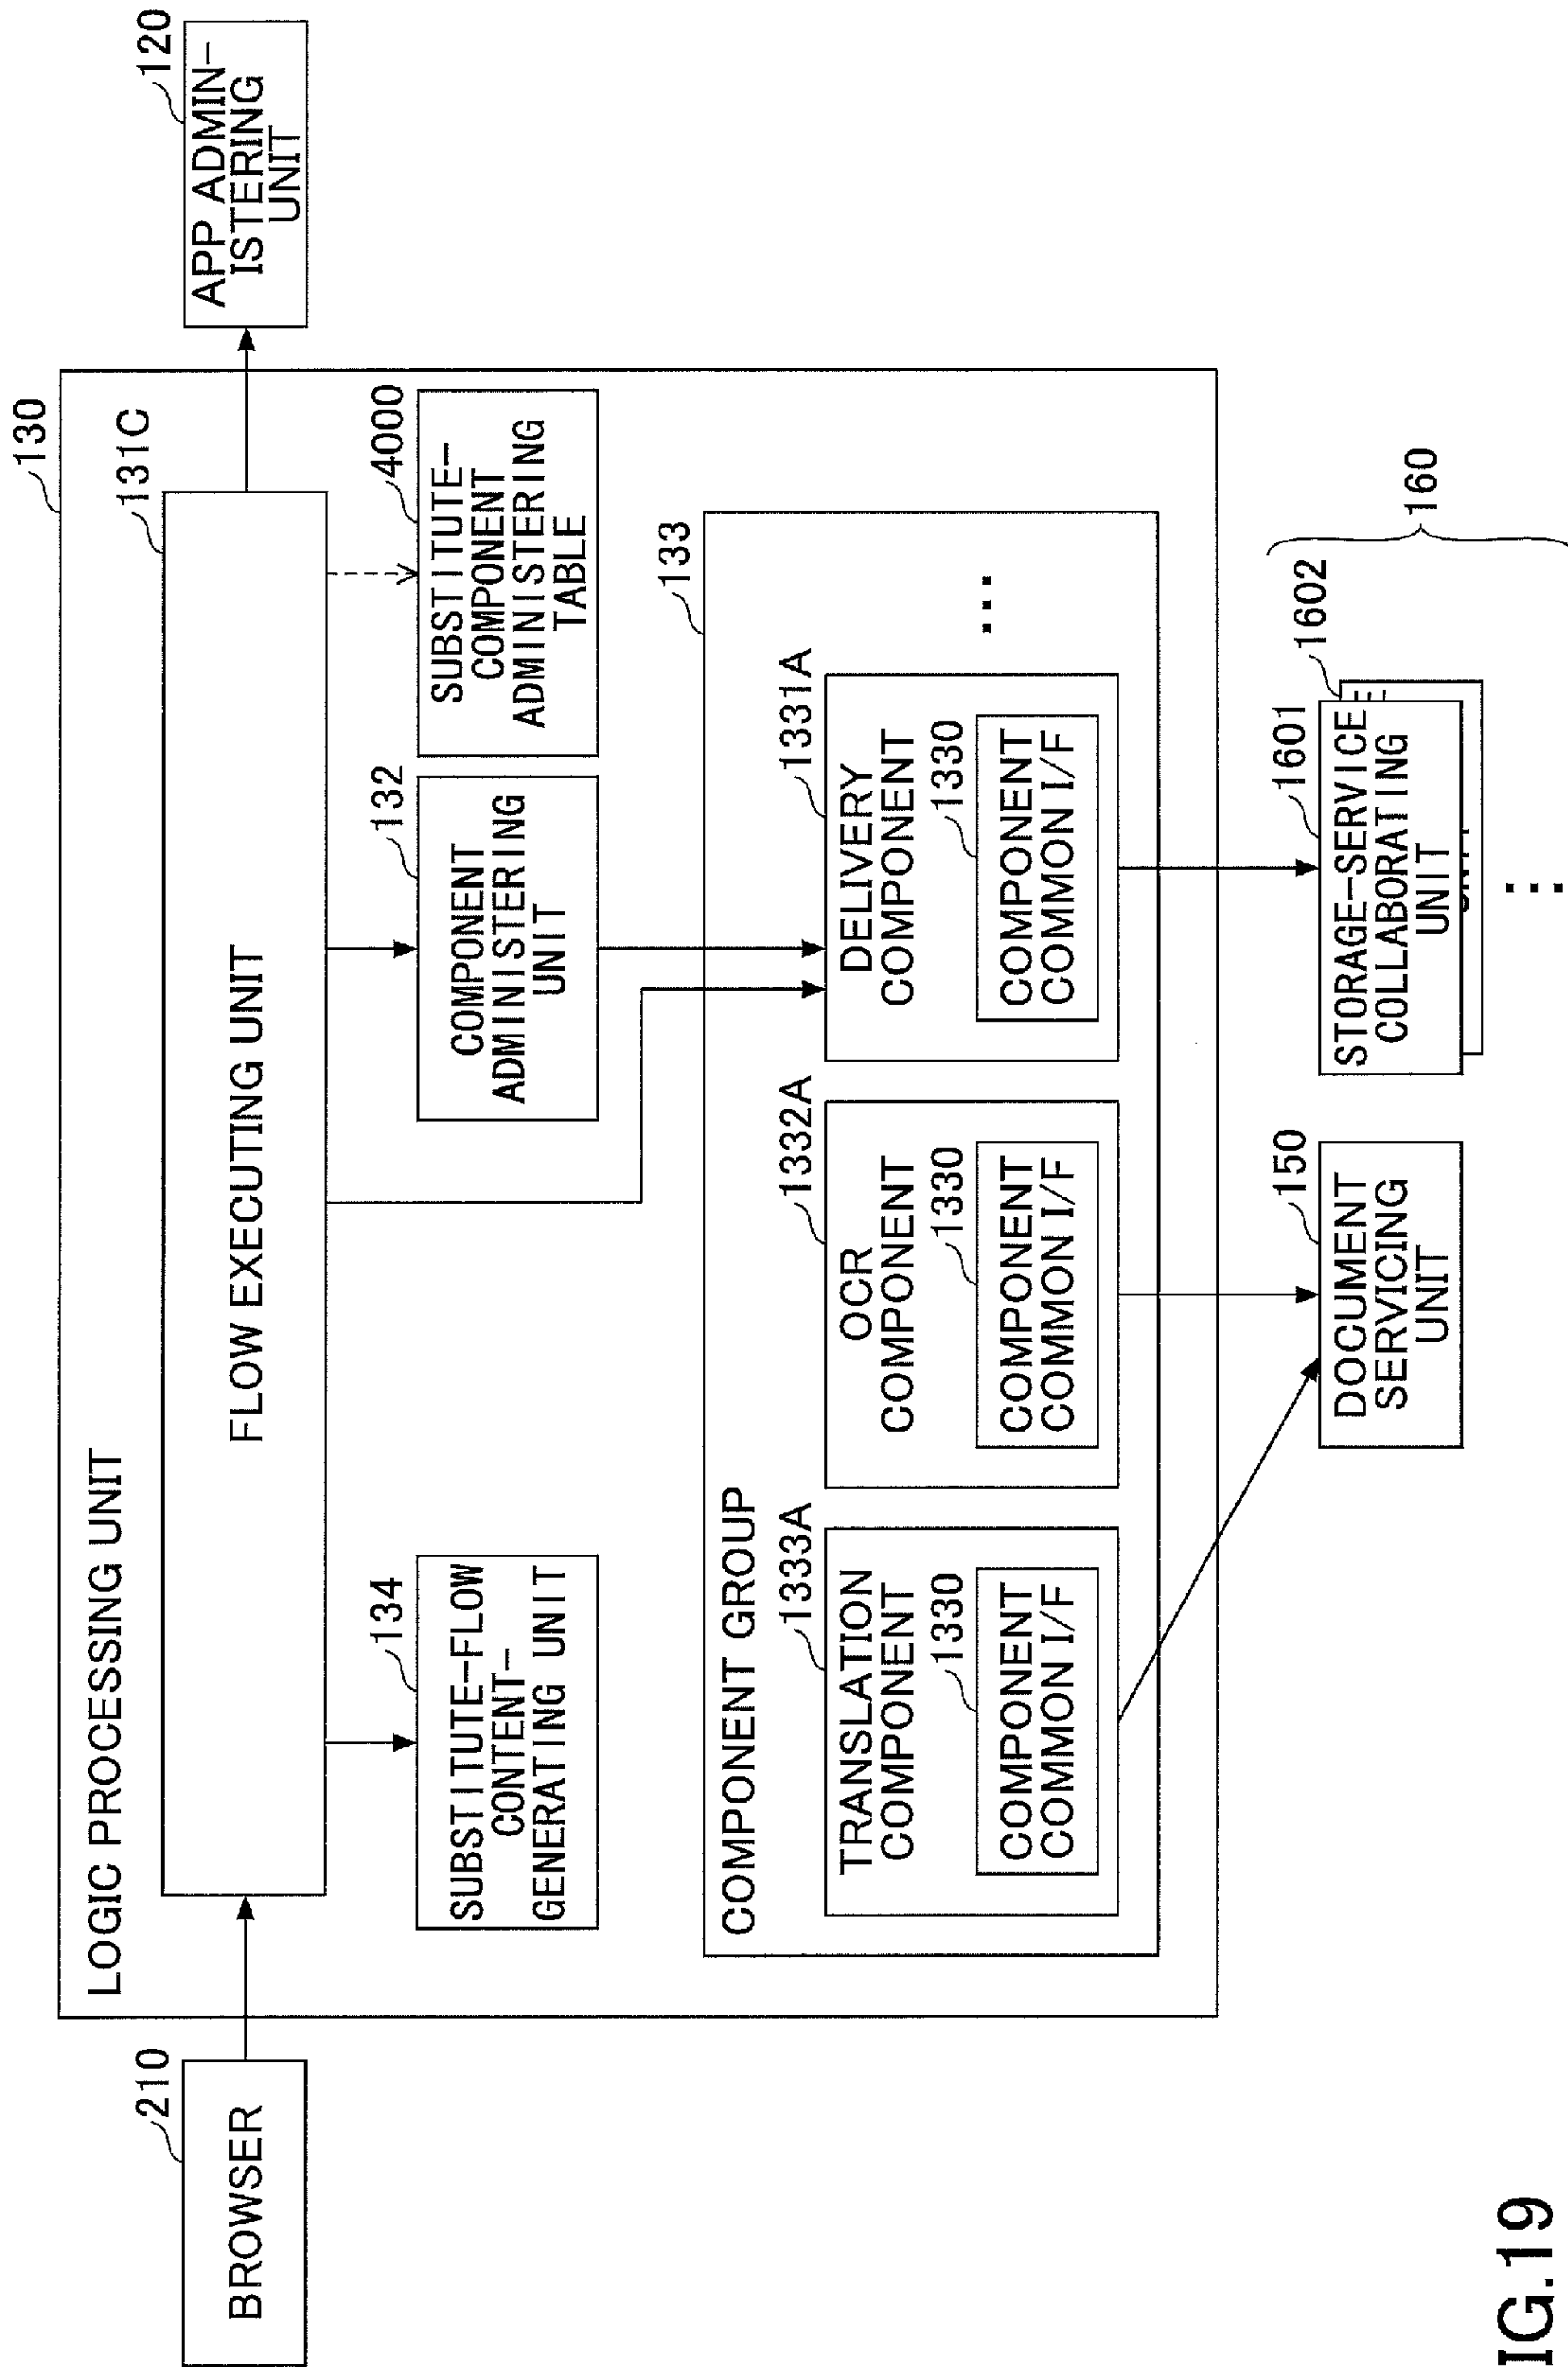 130
LOGIC PROCESSING UNIT
131C
210
BROWSER
FLOW EXECUTING UNIT
120
APP ADMIN-
ISTERING
UNIT
134
SUBSTITUTE-FLOW
CONTENT-
GENERATING UNIT
132
COMPONENT
ADMINISTERING
UNIT
4000
SUBSTITUTE-
COMPONENT
ADMINISTERING
TABLE
133
COMPONENT GROUP
1333A
TRANSLATION
COMPONENT
1330
COMPONENT
COMMON I/F
1332A
OCR
COMPONENT
1330
COMPONENT
COMMON I/F
1331A
DELIVERY
COMPONENT
1330
COMPONENT
COMMON I/F
...
150
DOCUMENT
SERVICING
UNIT
1601
STORAGE-SERVICE
COLLABORATING
UNIT
1602
160
...
IG.19